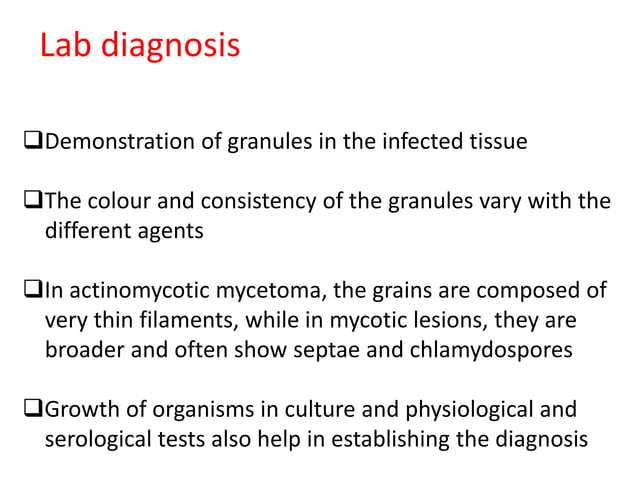 Lab diagnosis
❑Demonstration of granules in the infected tissue
❑The colour and consistency of the granules vary with the
different agents
❑In actinomycotic mycetoma, the grains are composed of
very thin filaments, while in mycotic lesions, they are
broader and often show septae and chlamydospores
❑Growth of organisms in culture and physiological and
serological tests also help in establishing the diagnosis